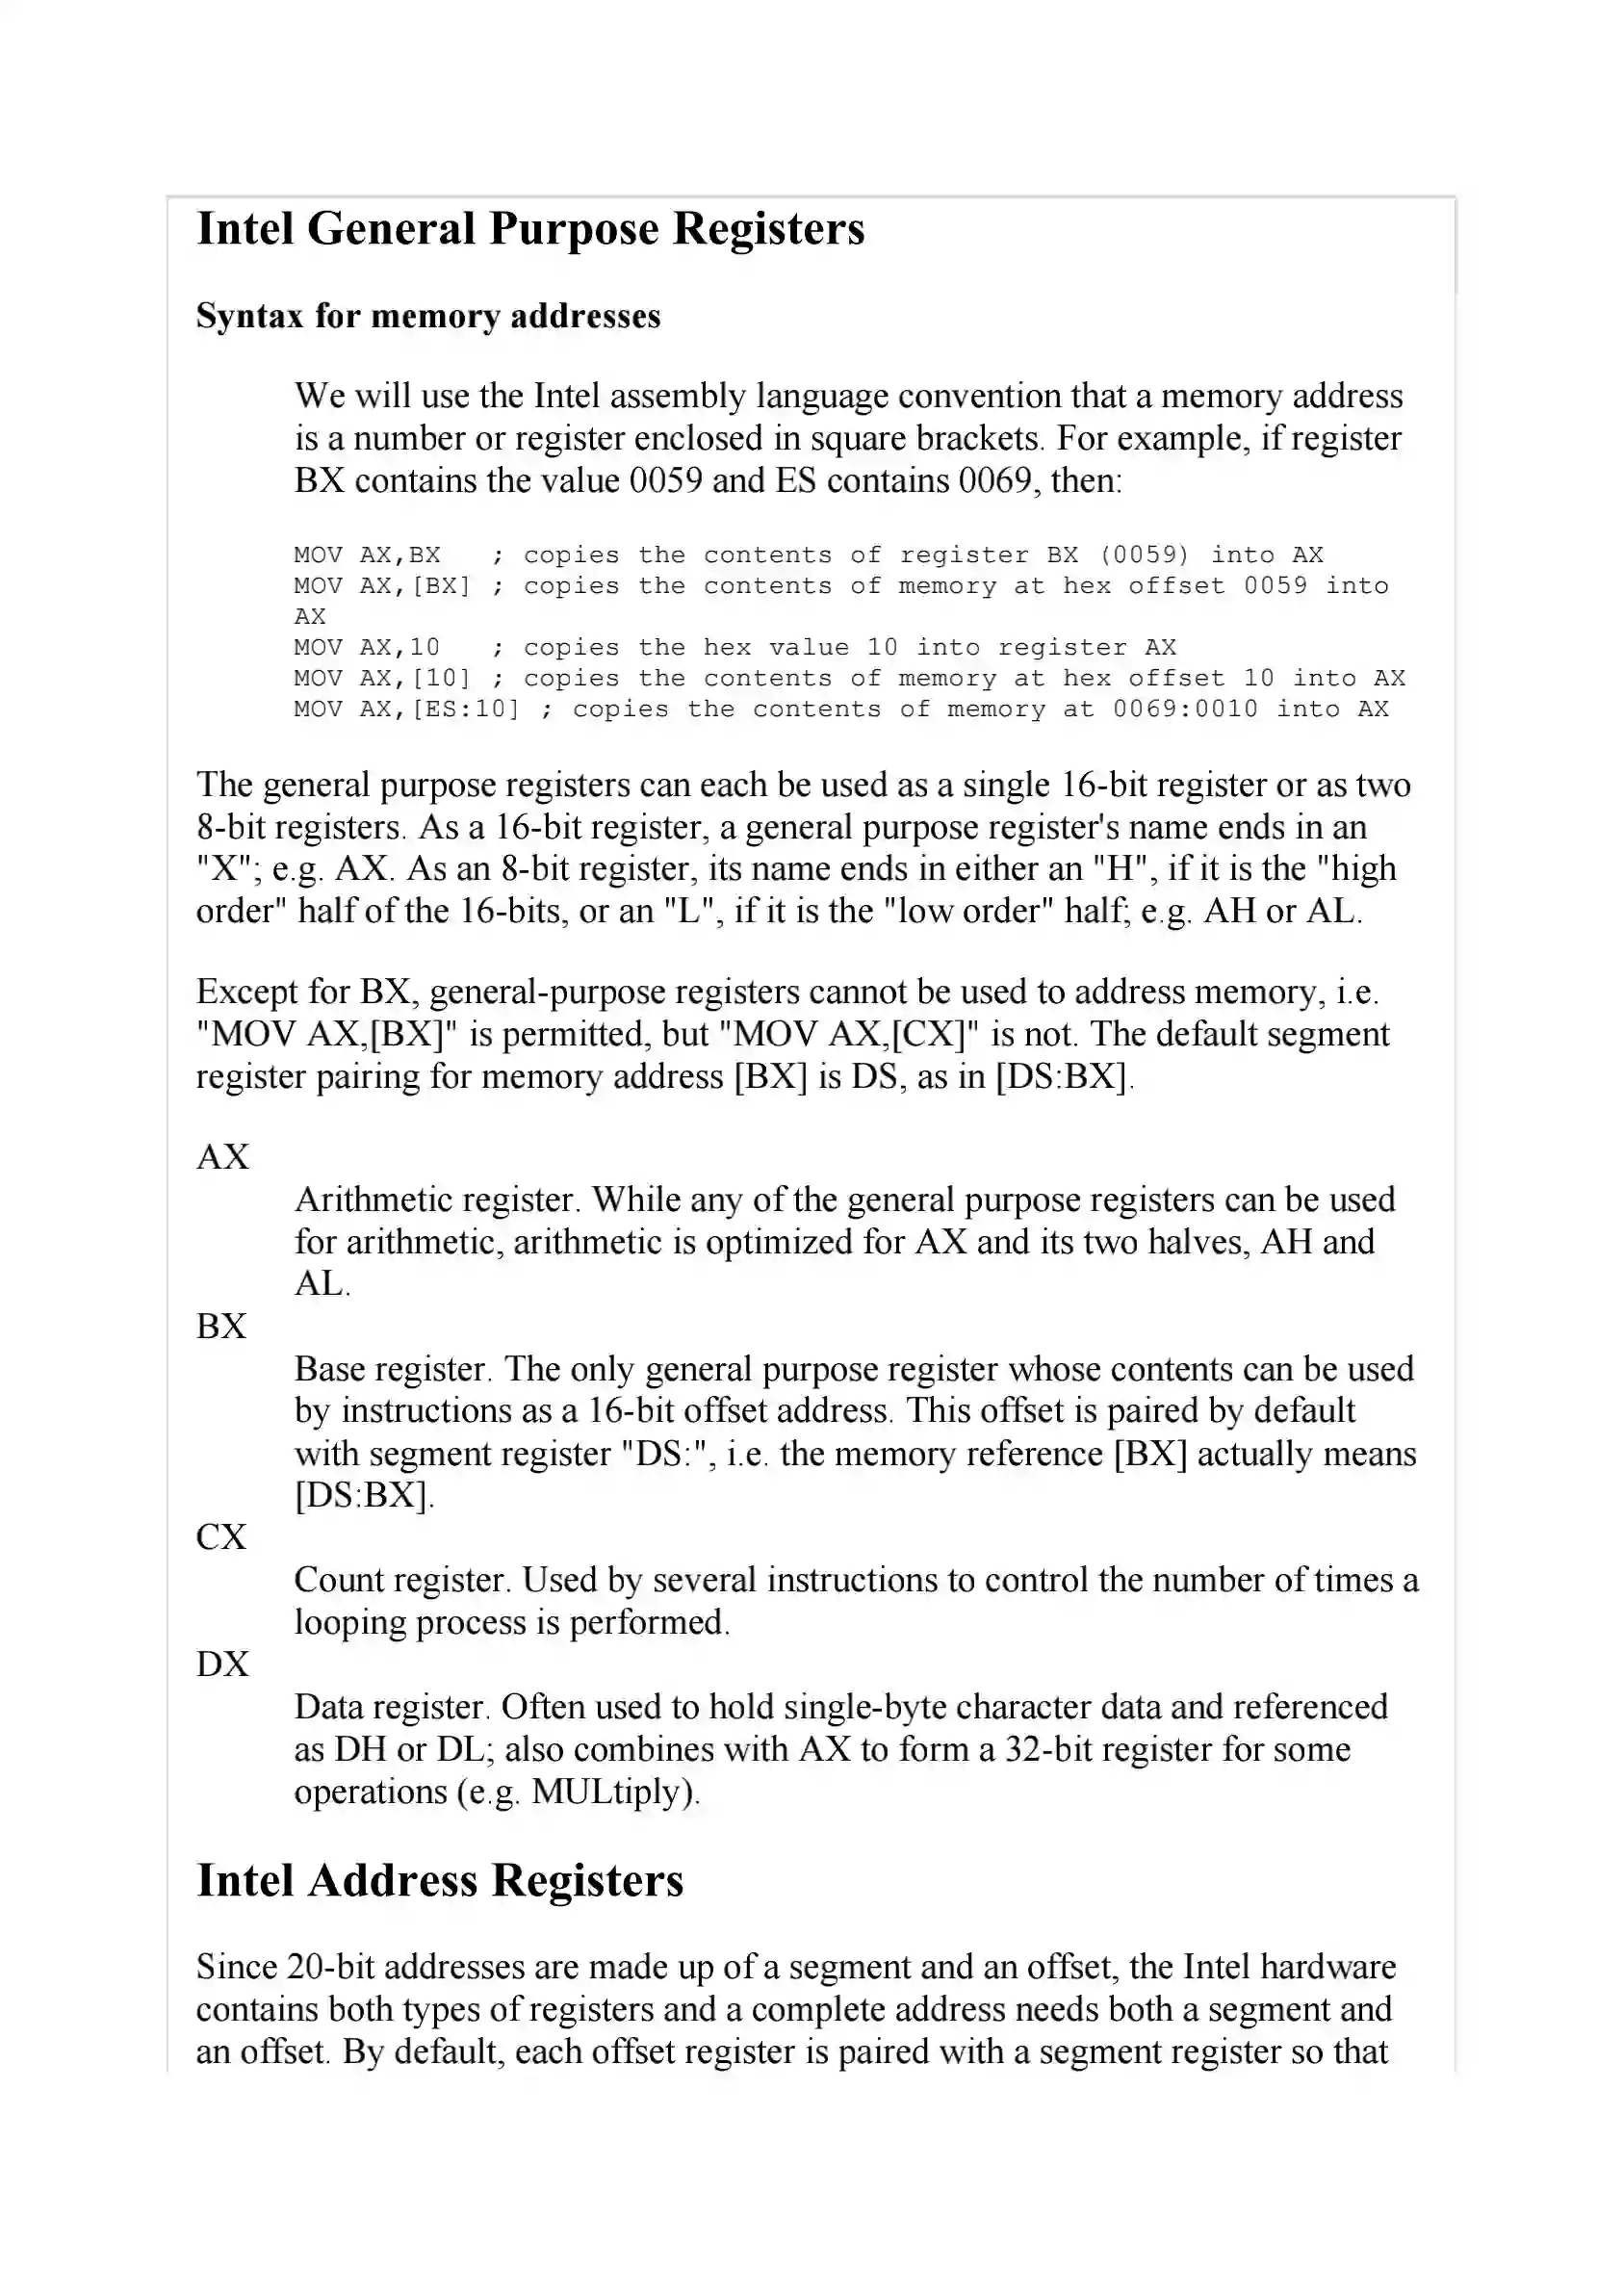 Intel General Purpose Registers
Syntax for memory addresses
We will use the Intel assembly language convention that a memory address
is a number or register enclosed in square brackets. For example, if register
BX contains the value 0059 and ES contains 0069, then:
MOV AX,BX   ; copies the contents of register BX (0059) into AX
MOV AX,[BX] ; copies the contents of memory at hex offset 0059 into
AX
MOV AX,10   ; copies the hex value 10 into register AX
MOV AX,[10] ; copies the contents of memory at hex offset 10 into AX
MOV AX,[ES:10] ; copies the contents of memory at 0069:0010 into AX
The general purpose registers can each be used as a single 16-bit register or as two
8-bit registers. As a 16-bit register, a general purpose register's name ends in an
"X"; e.g. AX. As an 8-bit register, its name ends in either an "H", if it is the "high
order" half of the 16-bits, or an "L", if it is the "low order" half; e.g. AH or AL.
Except for BX, general-purpose registers cannot be used to address memory, i.e.
"MOV AX,[BX]" is permitted, but "MOV AX,[CX]" is not. The default segment
register pairing for memory address [BX] is DS, as in [DS:BX].
AX
Arithmetic register. While any of the general purpose registers can be used
for arithmetic, arithmetic is optimized for AX and its two halves, AH and
AL.
BX
Base register. The only general purpose register whose contents can be used
by instructions as a 16-bit offset address. This offset is paired by default
with segment register "DS:", i.e. the memory reference [BX] actually means
[DS:BX].
CX
Count register. Used by several instructions to control the number of times a
looping process is performed.
DX
Data register. Often used to hold single-byte character data and referenced
as DH or DL; also combines with AX to form a 32-bit register for some
operations (e.g. MULtiply).
Intel Address Registers
Since 20-bit addresses are made up of a segment and an offset, the Intel hardware
contains both types of registers and a complete address needs both a segment and
an offset. By default, each offset register is paired with a segment register so that